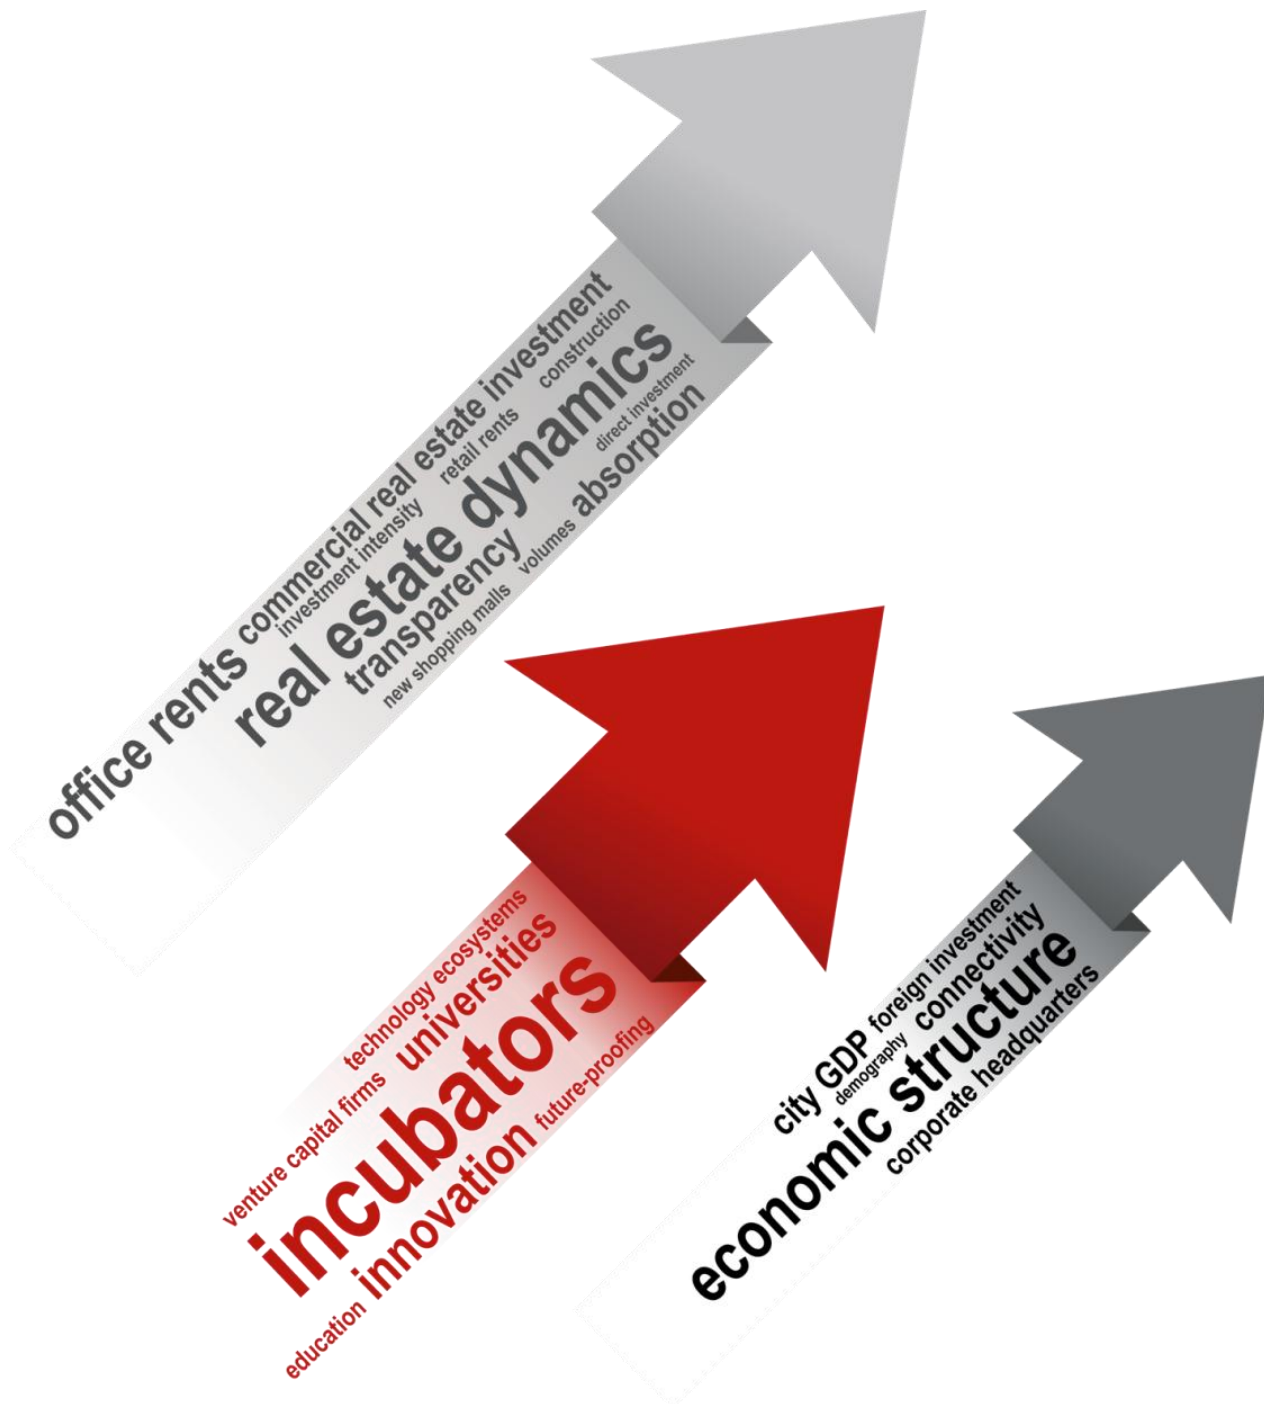 office rents
commercial real estate investment
investment intensity
retail rents
construction
real estate dynamics
transparency
direct investment
new shopping malls
volumes
absorption
technology ecosystems
venture capital firms
universities
incubators
innovation
future-proofing
education
city GDP
foreign investment
demography
connectivity
economic structure
corporate headquarters